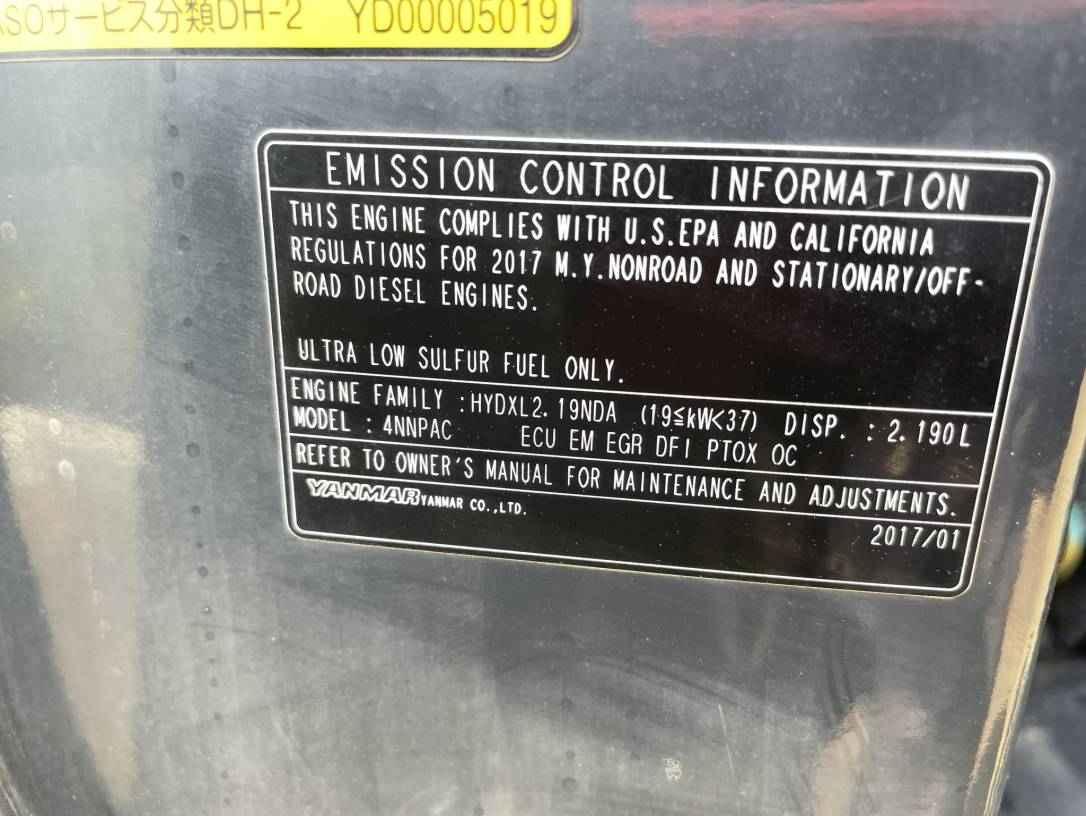 ASOサービス分類DH-2 YD00005019
EMISSION CONTROL INFORMATION
THIS ENGINE COMPLIES WITH U.S.EPA AND CALIFORNIA
REGULATIONS FOR 2017 M.Y.NONROAD AND STATIONARY/OFF-
ROAD DIESEL ENGINES.
ULTRA LOW SULFUR FUEL ONLY.
ENGINE FAMILY :HYDXL2.19NDA (19≦kW<37) DISP. : 2.190L
MODEL : 4NNPAC ECU EM EGR DFI PTOX OC
REFER TO OWNER'S MANUAL FOR MAINTENANCE AND ADJUSTMENTS.
YANMAR YANMAR CO.,LTD.
2017/01